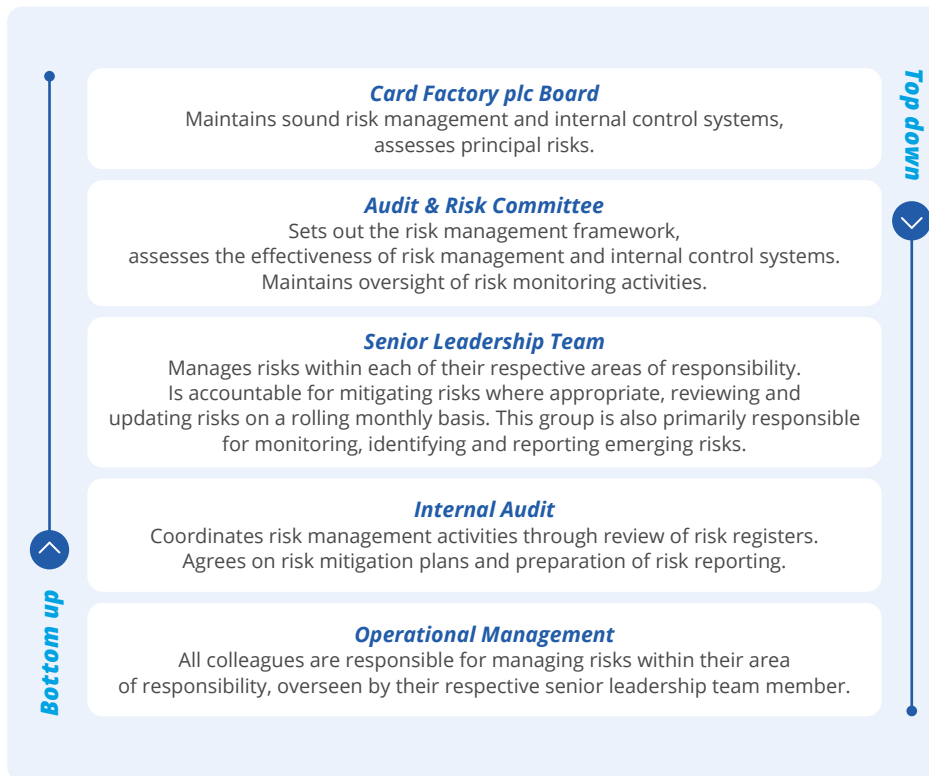 Card Factory plc Board
Maintains sound risk management and internal control systems,
assesses principal risks.
Audit & Risk Committee
Sets out the risk management framework,
assesses the effectiveness of risk management and internal control systems.
Maintains oversight of risk monitoring activities.
Senior Leadership Team
Manages risks within each of their respective areas of responsibility.
Is accountable for mitigating risks where appropriate, reviewing and
updating risks on a rolling monthly basis. This group is also primarily responsible
for monitoring, identifying and reporting emerging risks.
Internal Audit
Coordinates risk management activities through review of risk registers.
Agrees on risk mitigation plans and preparation of risk reporting.
Operational Management
All colleagues are responsible for managing risks within their area
of responsibility, overseen by their respective senior leadership team member.
Bottom up
Top down